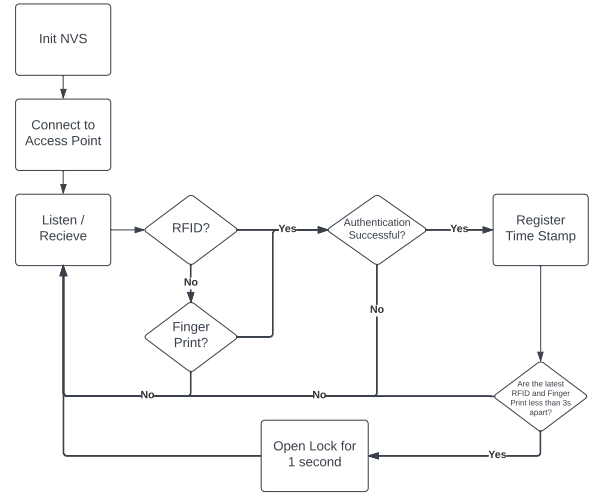 Init NVS
Connect to
Access Point
Listen /
Recieve
RFID?
Yes
Authentication
Successful?
Yes
Register
Time Stamp
No
Finger
Print?
No
No
No
Are the latest
RFID and Finger
Print less than 3s
apart?
Open Lock for
1 second
Yes